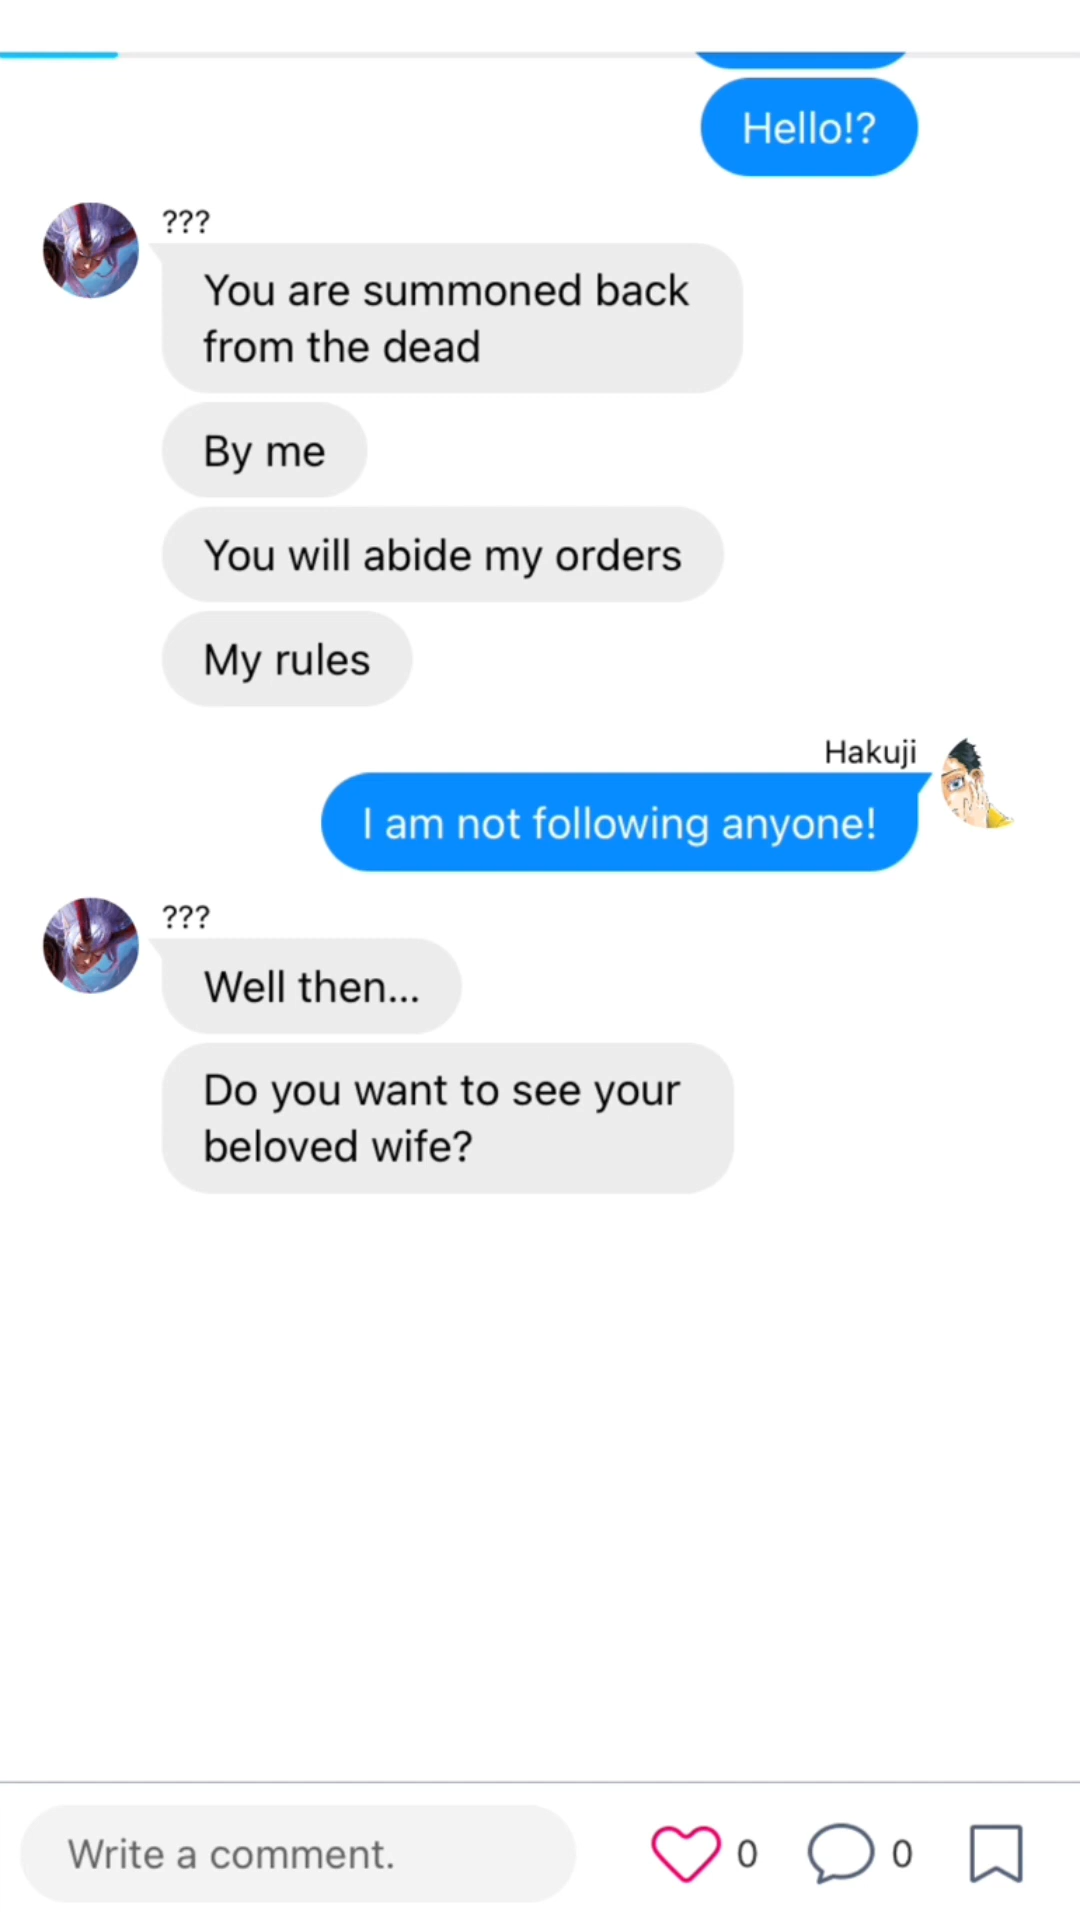 Hello!?
???
You are summoned back
from the dead
By me
You will abide my orders
My rules
Hakuji
I am not following anyone!
???
Well then...
Do you want to see your
beloved wife?
Write a comment.
0
0